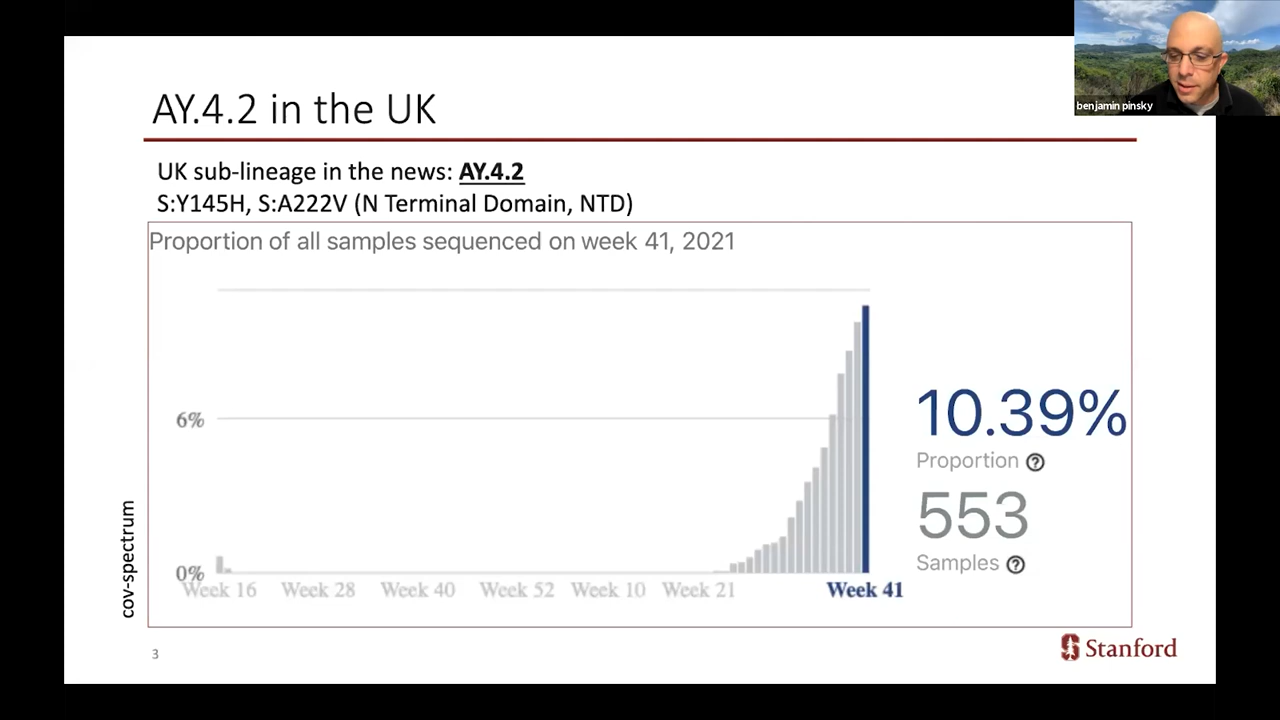 benjamin pinsky
AY.4.2 in the UK
UK sub-lineage in the news: AY.4.2
S:Y145H, S:A222V (N Terminal Domain, NTD)
Proportion of all samples sequenced on week 41, 2021
6%
0%
Week 16 Week 28 Week 40 Week 52 Week 10 Week 21 Week 41
10.39%
Proportion ?
553
Samples ?
cov-spectrum
3
Stanford